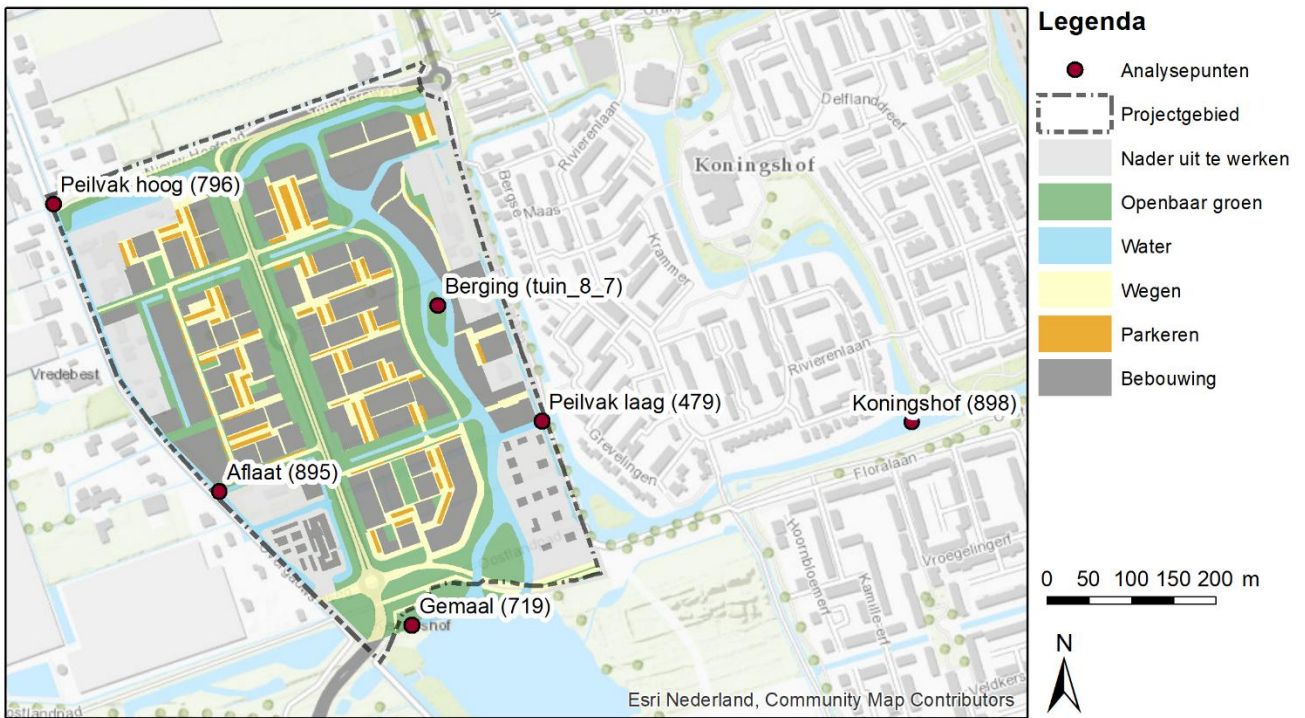 Peilvak hoog (796)
Koningshof
Delflanddreef
Rivierenlaan
Bergse Maas
Krammer
Berging (tuin_8_7)
Vredebest
Rivierenlaan
Peilvak laag (479)
Koningshof (898)
Grevelingen
Floralaan
Aflaat (895)
Hoornbloemerf
Kamille-erf
Vroegelingerf
Gemaal (719)
Esri Nederland, Community Map Contributors
Legenda
Analysepunten
Projectgebied
Nader uit te werken
Openbaar groen
Water
Wegen
Parkeren
Bebouwing
0 50 100 150 200 m
N